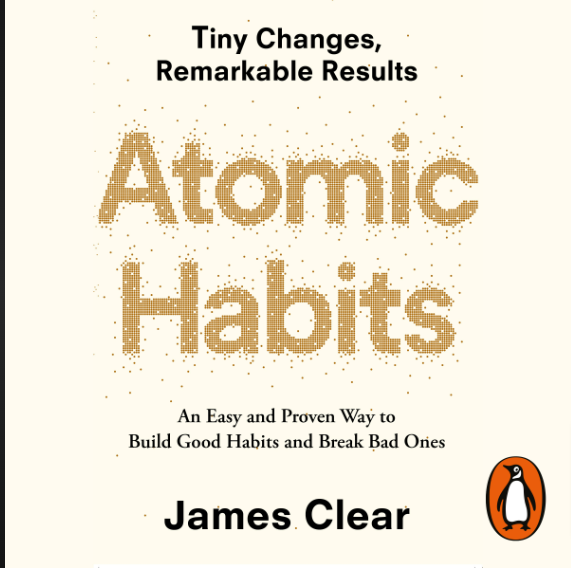 Tiny Changes,
Remarkable Results
Atomic
Habits
An Easy and Proven Way to
Build Good Habits and Break Bad Ones
James Clear